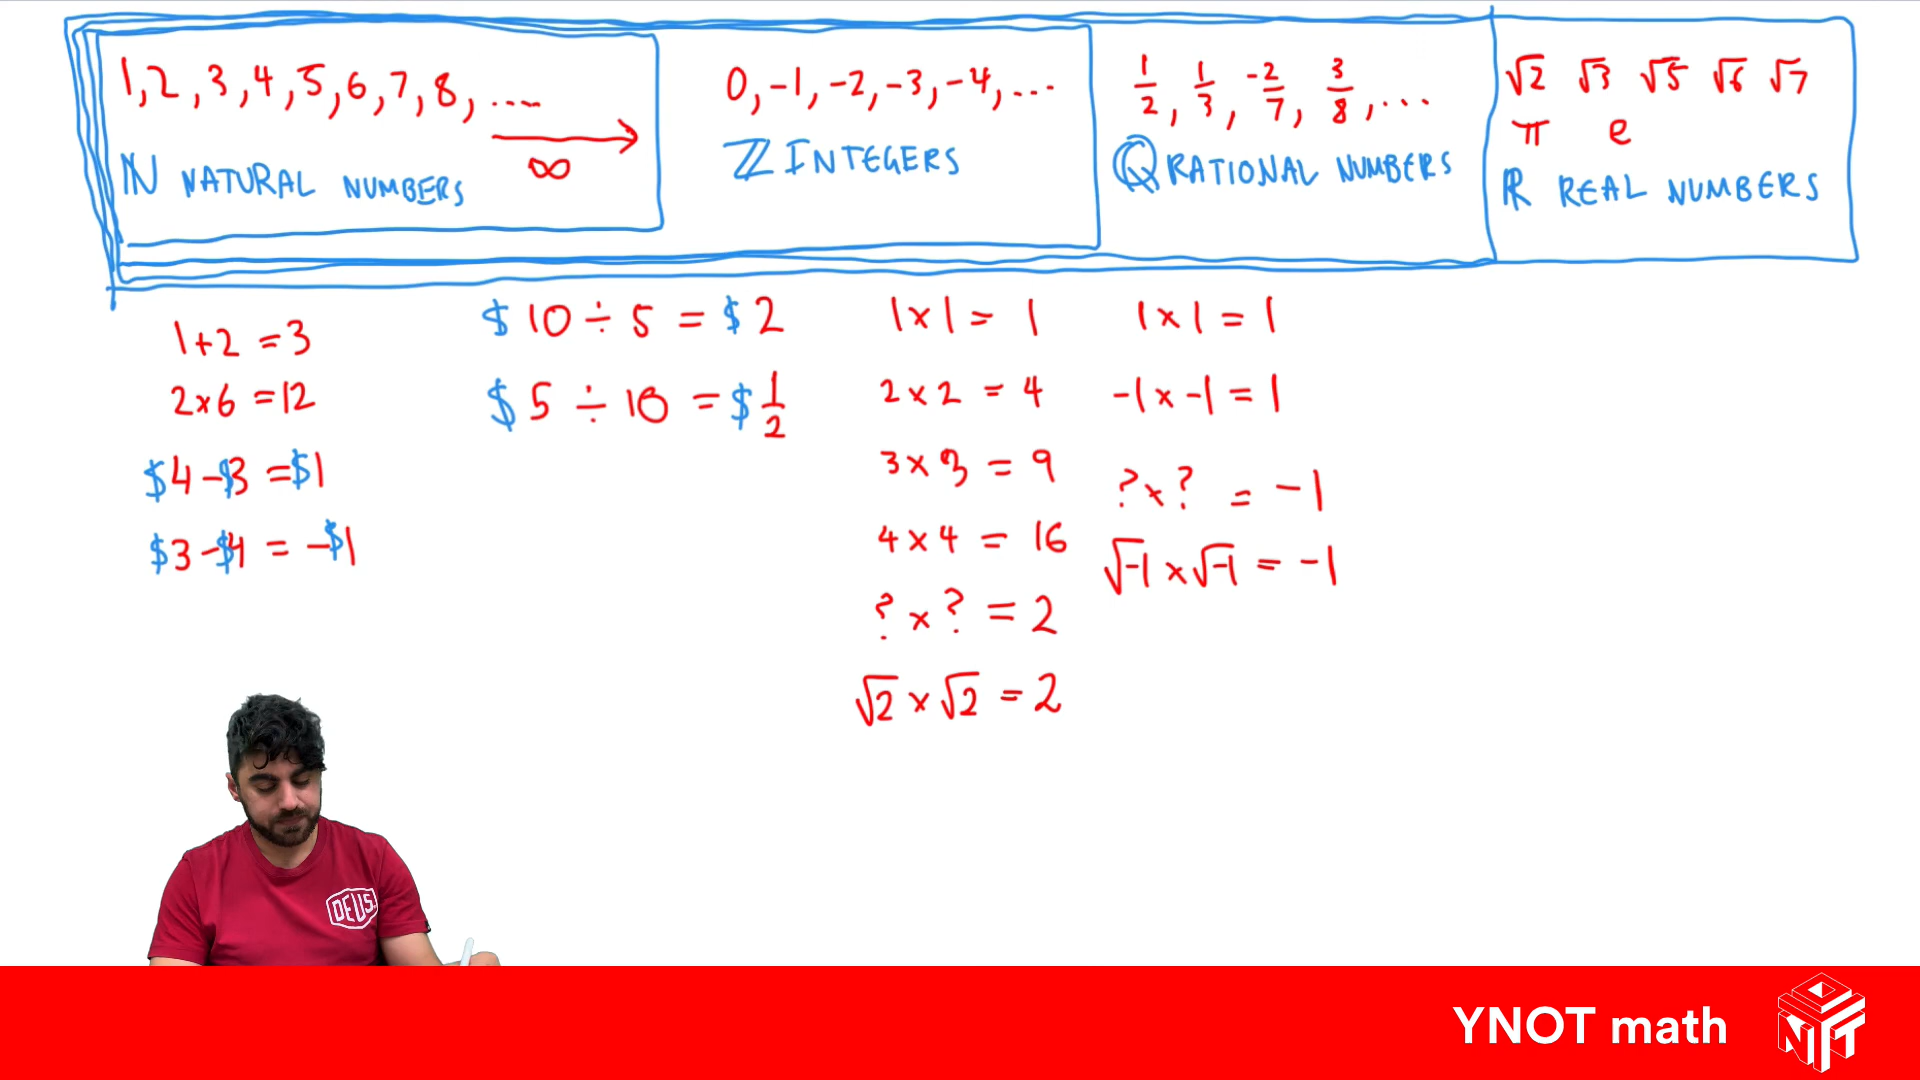 1, 2, 3, 4, 5, 6, 7, 8, ....
∞
ℕ NATURAL NUMBERS
0, -1, -2, -3, -4, ...
ℤ INTEGERS
1/2, 1/3, -2/7, 3/8, ...
ℚ RATIONAL NUMBERS
√2 √3 √5 √6 √7
π e
ℝ REAL NUMBERS
1+2 = 3
2×6 = 12
$4 - $3 = $1
$3 - $4 = -$1
$10 ÷ 5 = $2
$5 ÷ 10 = $1/2
1×1 = 1
2×2 = 4
3×3 = 9
4×4 = 16
?×? = 2
√2 × √2 = 2
1×1 = 1
-1×-1 = 1
?×? = -1
√-1 × √-1 = -1
DEUS.
YNOT math
YNOT